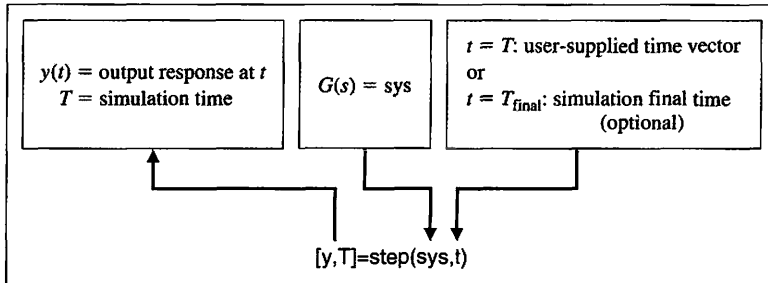 y(t) = output response at t
T = simulation time
G(s) = sys
t = T: user-supplied time vector
or
t = T_final: simulation final time
(optional)
[y,T]=step(sys,t)